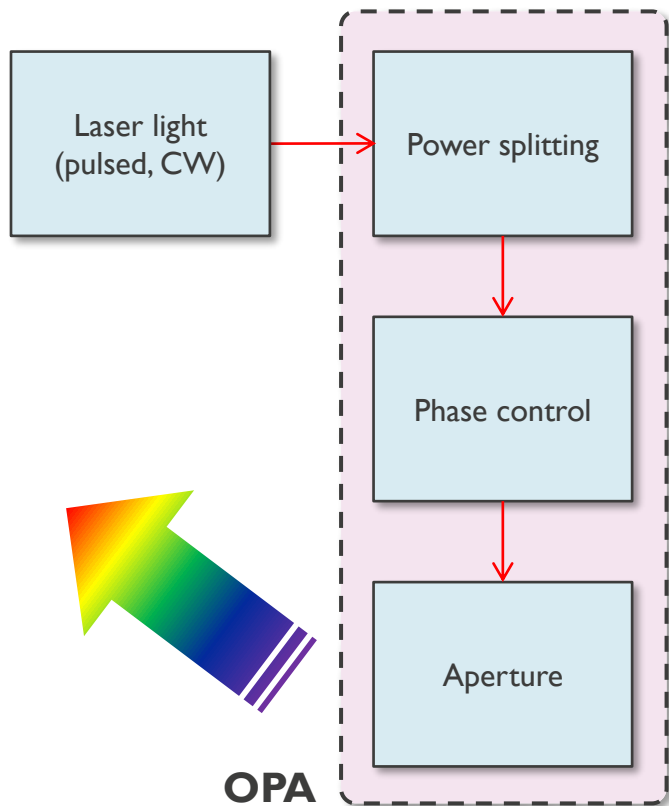 Laser light
(pulsed, CW)
Power splitting
Phase control
Aperture
OPA